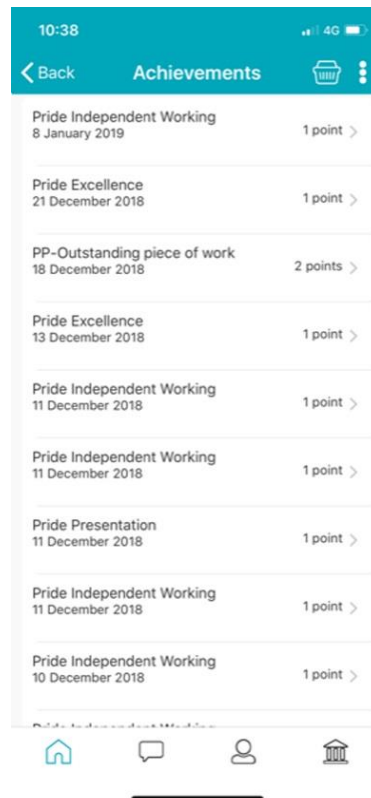 10:38
4G
Back Achievements
Pride Independent Working
8 January 2019
1 point
Pride Excellence
21 December 2018
1 point
PP-Outstanding piece of work
18 December 2018
2 points
Pride Excellence
13 December 2018
1 point
Pride Independent Working
11 December 2018
1 point
Pride Independent Working
11 December 2018
1 point
Pride Presentation
11 December 2018
1 point
Pride Independent Working
11 December 2018
1 point
Pride Independent Working
10 December 2018
1 point